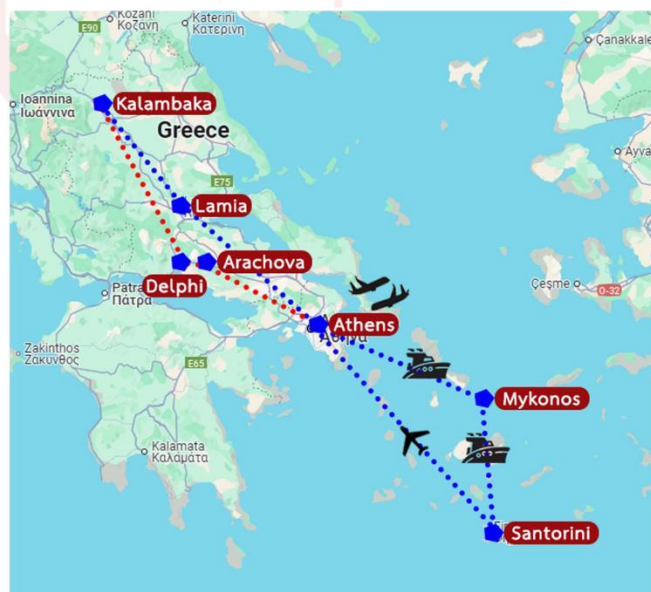 E90
Kozani
Κοζάνη
Katerini
Κατερίνη
Çanakkale
Ioannina
Ιωάννινα
Kalambaka
Greece
Ayva
E75
Lamia
Arachova
Delphi
Patra
Πάτρα
Athens
Çeşme
O-32
Zakinthos
Ζάκυνθος
E65
Mykonos
Kalamata
Καλαμάτα
Santorini